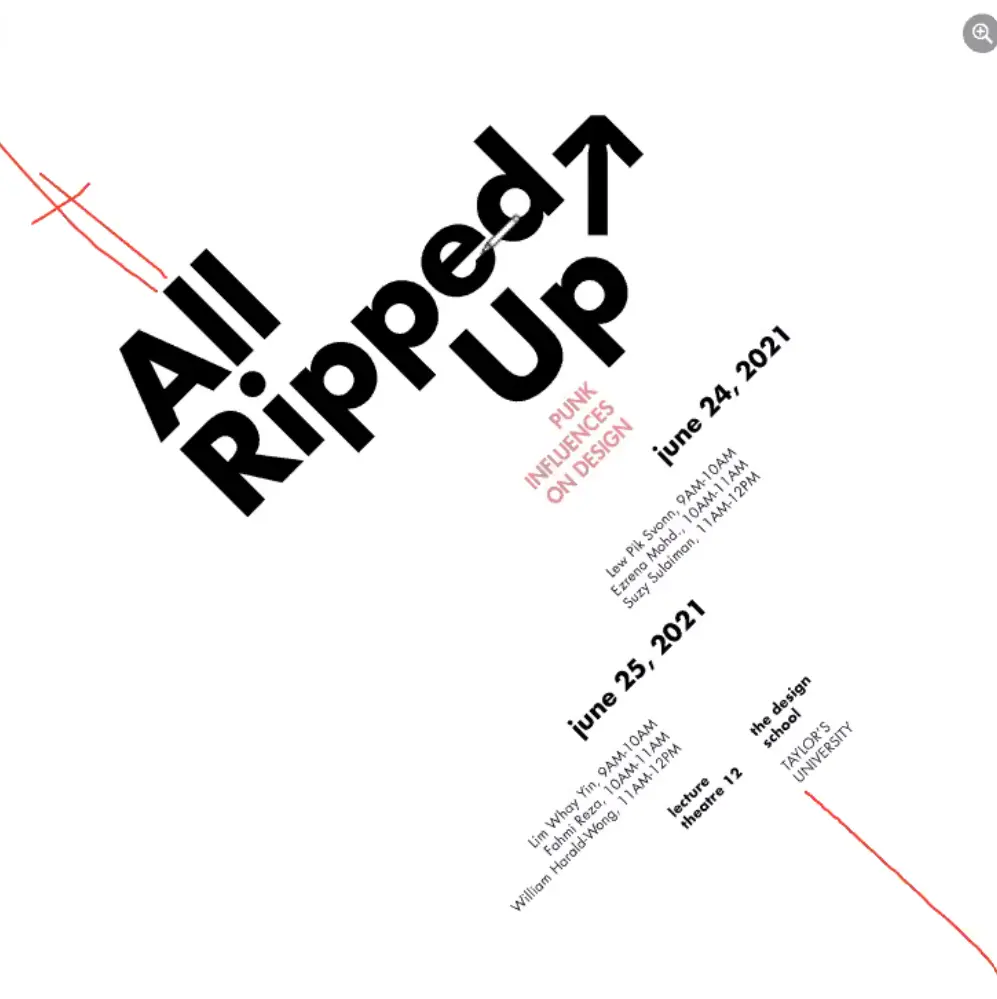 All
Ripped
Up
PUNK
INFLUENCES
ON DESIGN
june 24, 2021
Lew Pik Svonn, 9AM-10AM
Ezrena Mohd., 10AM-11AM
Suzy Sulaiman, 11AM-12PM
june 25, 2021
Lim Whay Yin, 9AM-10AM
Fahmi Reza, 10AM-11AM
William Harald-Wong, 11AM-12PM
lecture
theatre 12
the design
school
TAYLOR'S
UNIVERSITY